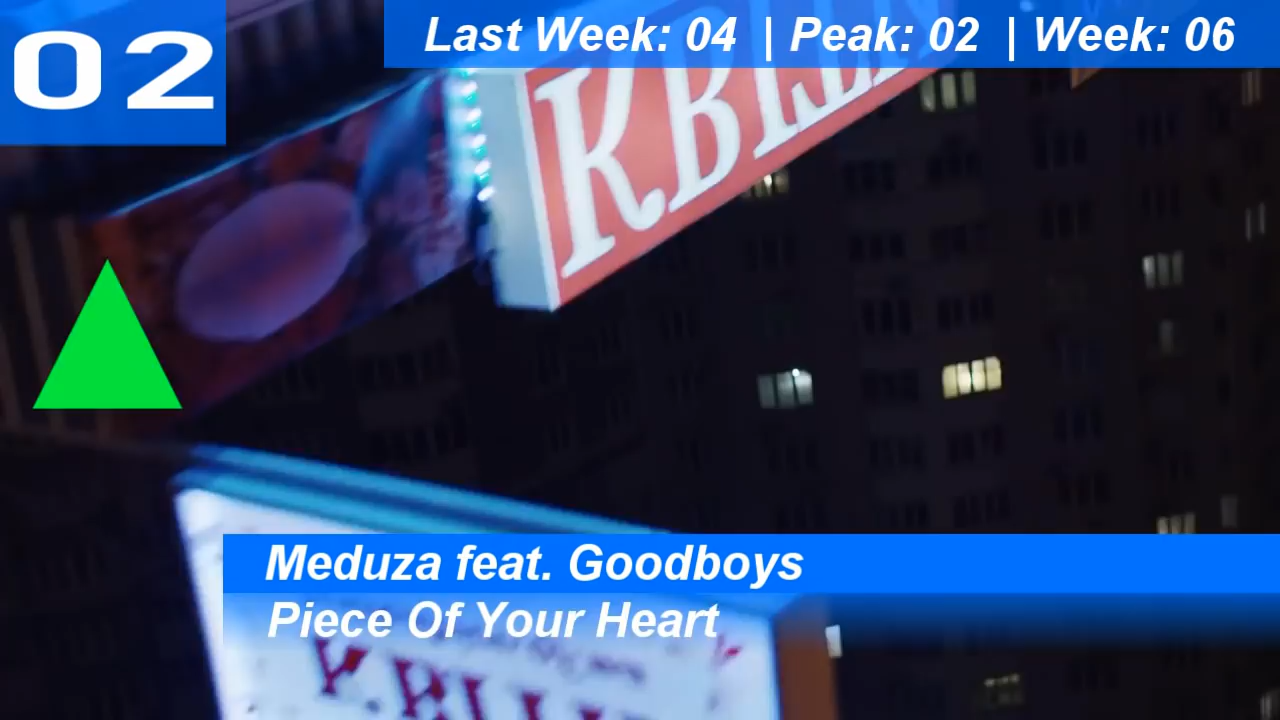 02
Last Week: 04 | Peak: 02 | Week: 06
Meduza feat. Goodboys
Piece Of Your Heart